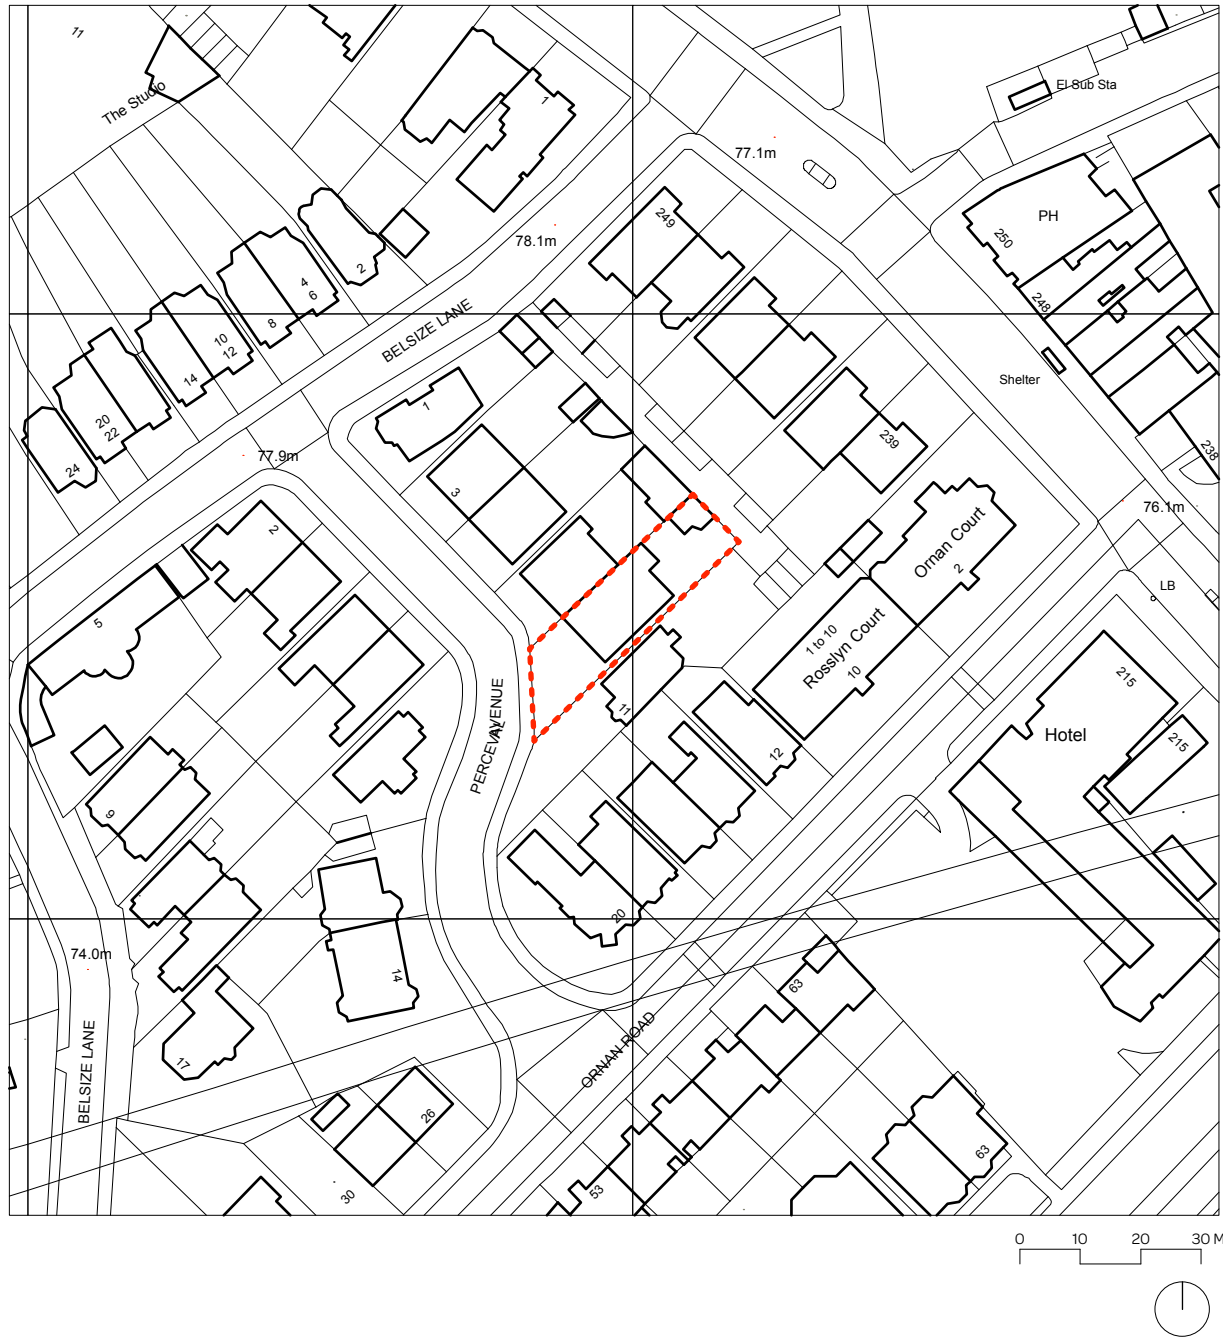 11
The Studio
1
El Sub Sta
77.1m
PH
250
249
78.1m
2
4
6
8
248
BELSIZE LANE
10
12
14
Shelter
1
20
22
239
238
77.9m
24
3
76.1m
Ornan Court
2
2
LB
5
1 to 10
Rosslyn Court
10
PERCEVAL
AVENUE
11
215
Hotel
215
12
9
20
74.0m
14
63
ORNAN ROAD
BELSIZE LANE
17
26
63
53
30
0 10 20 30 M